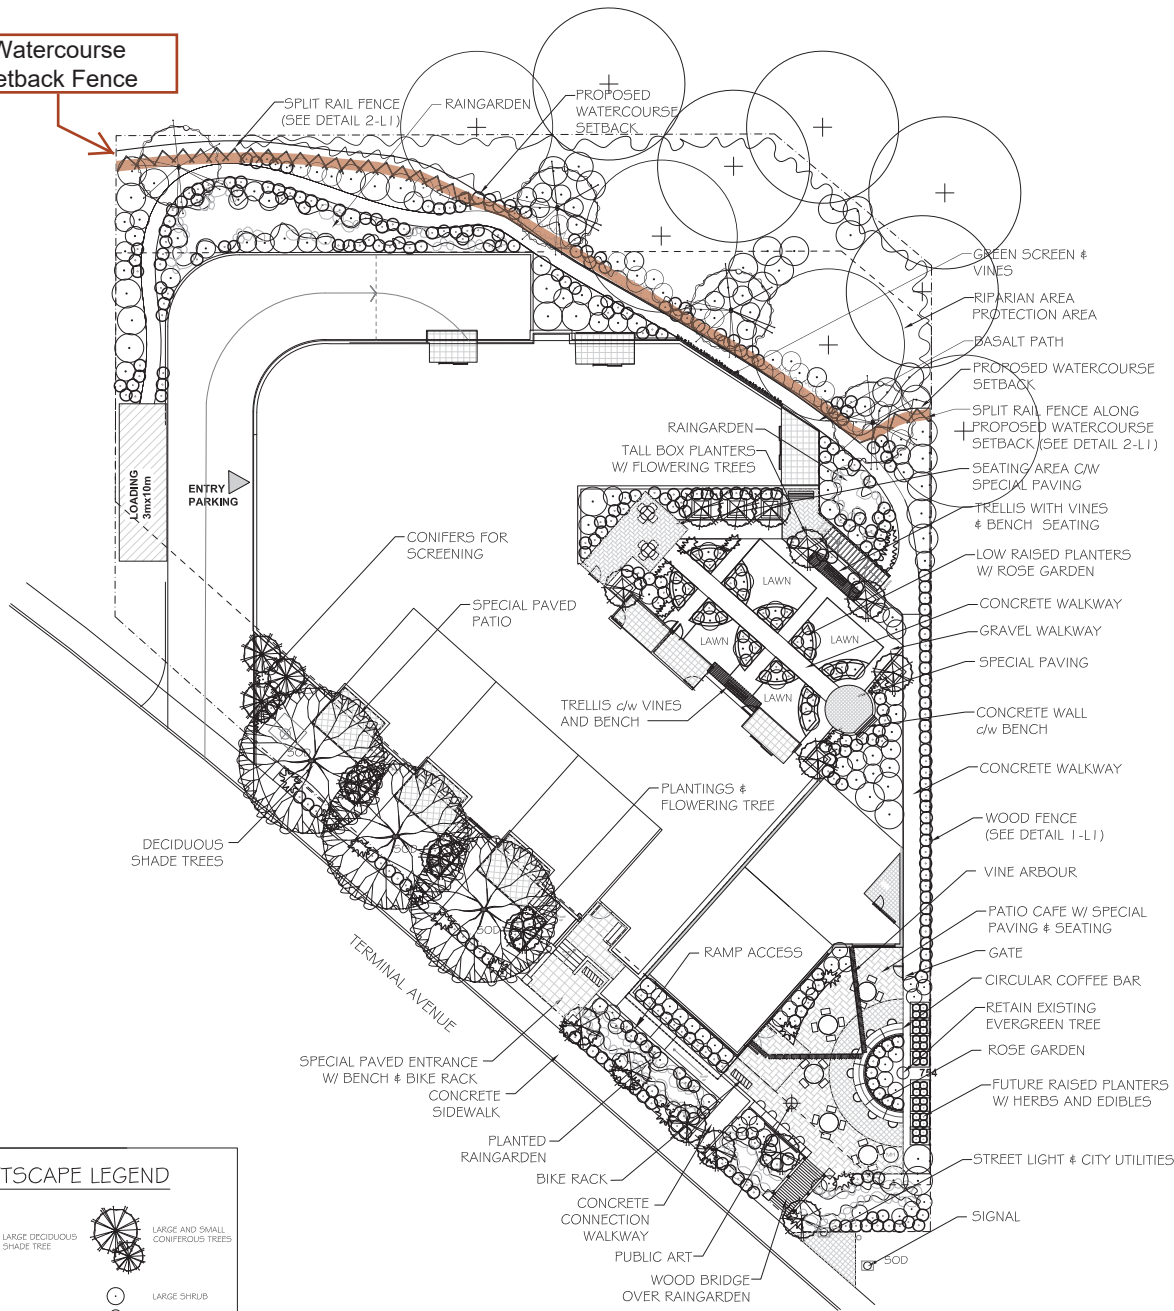 Watercourse
etback Fence
SPLIT RAIL FENCE
(SEE DETAIL 2-L1)
RAINGARDEN
PROPOSED
WATERCOURSE
SETBACK
GREEN SCREEN &
VINES
RIPARIAN AREA
PROTECTION AREA
BASALT PATH
PROPOSED WATERCOURSE
SETBACK
SPLIT RAIL FENCE ALONG
PROPOSED WATERCOURSE
SETBACK (SEE DETAIL 2-L1)
RAINGARDEN
TALL BOX PLANTERS
W/ FLOWERING TREES
SEATING AREA C/W
SPECIAL PAVING
TRELLIS WITH VINES
& BENCH SEATING
LOADING
3mx10m
ENTRY
PARKING
CONIFERS FOR
SCREENING
LOW RAISED PLANTERS
W/ ROSE GARDEN
LAWN
LAWN
LAWN
LAWN
SPECIAL PAVED
PATIO
CONCRETE WALKWAY
GRAVEL WALKWAY
SPECIAL PAVING
TRELLIS c/w VINES
AND BENCH
CONCRETE WALL
c/w BENCH
CONCRETE WALKWAY
SOD
PLANTINGS &
FLOWERING TREE
WOOD FENCE
(SEE DETAIL 1-L1)
DECIDUOUS
SHADE TREES
SOD
VINE ARBOUR
PATIO CAFE W/ SPECIAL
PAVING & SEATING
SOD
TERMINAL AVENUE
RAMP ACCESS
GATE
CIRCULAR COFFEE BAR
RETAIN EXISTING
EVERGREEN TREE
ROSE GARDEN
794
SPECIAL PAVED ENTRANCE
W/ BENCH & BIKE RACK
CONCRETE
SIDEWALK
FUTURE RAISED PLANTERS
W/ HERBS AND EDIBLES
PLANTED
RAINGARDEN
BIKE RACK
MH
STREET LIGHT & CITY UTILITIES
CONCRETE
CONNECTION
WALKWAY
SIGNAL
PUBLIC ART
SOD
WOOD BRIDGE
OVER RAINGARDEN
TSCAPE LEGEND
LARGE DECIDUOUS
SHADE TREE
LARGE AND SMALL
CONIFEROUS TREES
LARGE SHRUB